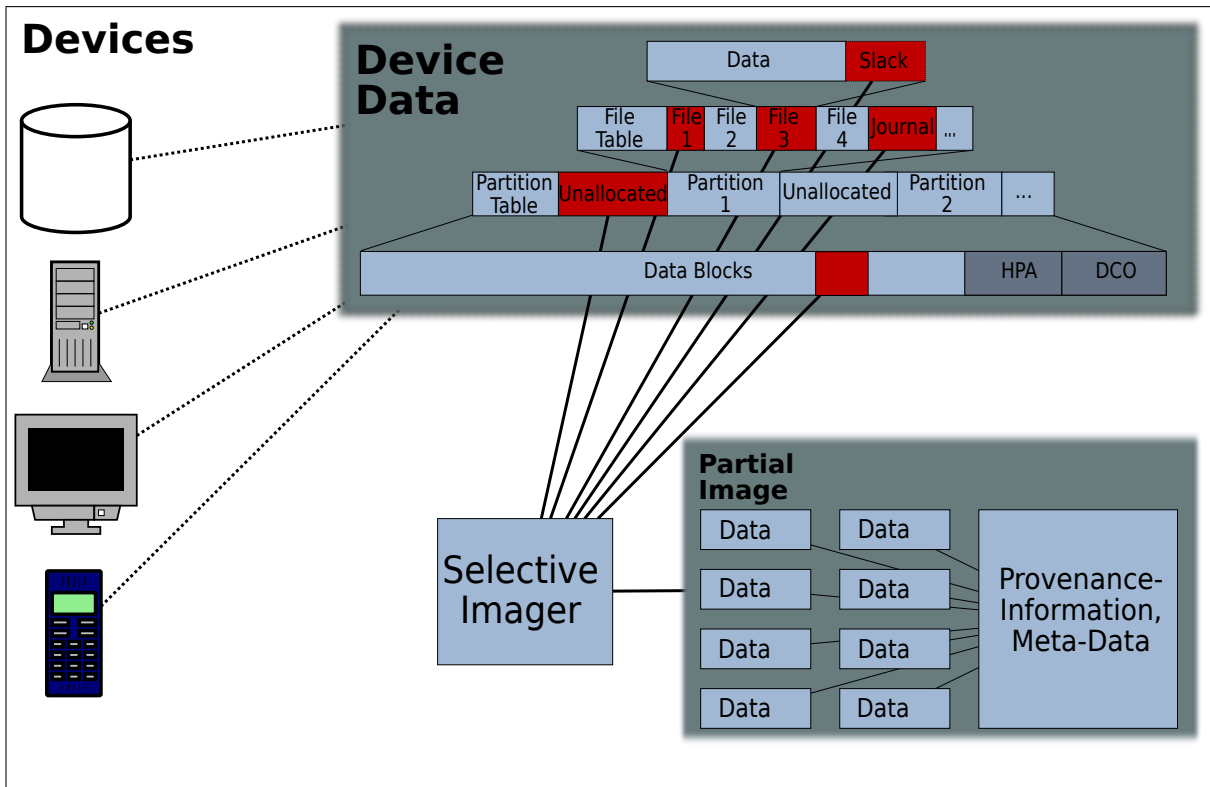 Devices
Device
Data
Data
Slack
File
Table
File
1
File
2
File
3
File
4
Journal
...
Partition
Table
Unallocated
Partition
1
Unallocated
Partition
2
...
Data Blocks
HPA
DCO
Selective
Imager
Partial
Image
Data
Data
Data
Data
Data
Data
Data
Data
Provenance-
Information,
Meta-Data